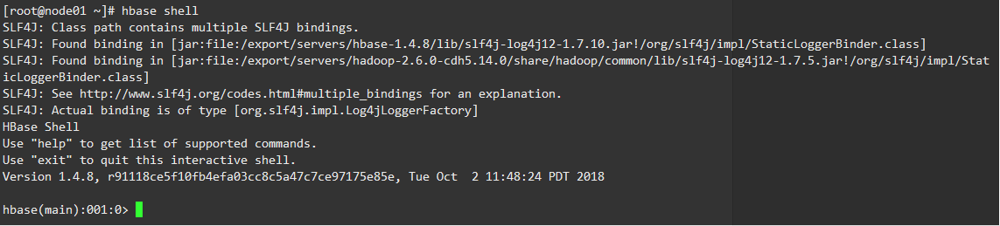 [root@node01 ~]# hbase shell
SLF4J: Class path contains multiple SLF4J bindings.
SLF4J: Found binding in [jar:file:/export/servers/hbase-1.4.8/lib/slf4j-log4j12-1.7.10.jar!/org/slf4j/impl/StaticLoggerBinder.class]
SLF4J: Found binding in [jar:file:/export/servers/hadoop-2.6.0-cdh5.14.0/share/hadoop/common/lib/slf4j-log4j12-1.7.5.jar!/org/slf4j/impl/Stat
icLoggerBinder.class]
SLF4J: See http://www.slf4j.org/codes.html#multiple_bindings for an explanation.
SLF4J: Actual binding is of type [org.slf4j.impl.Log4jLoggerFactory]
HBase Shell
Use "help" to get list of supported commands.
Use "exit" to quit this interactive shell.
Version 1.4.8, r91118ce5f10fb4efa03cc8c5a47c7ce97175e85e, Tue Oct  2 11:48:24 PDT 2018
hbase(main):001:0>